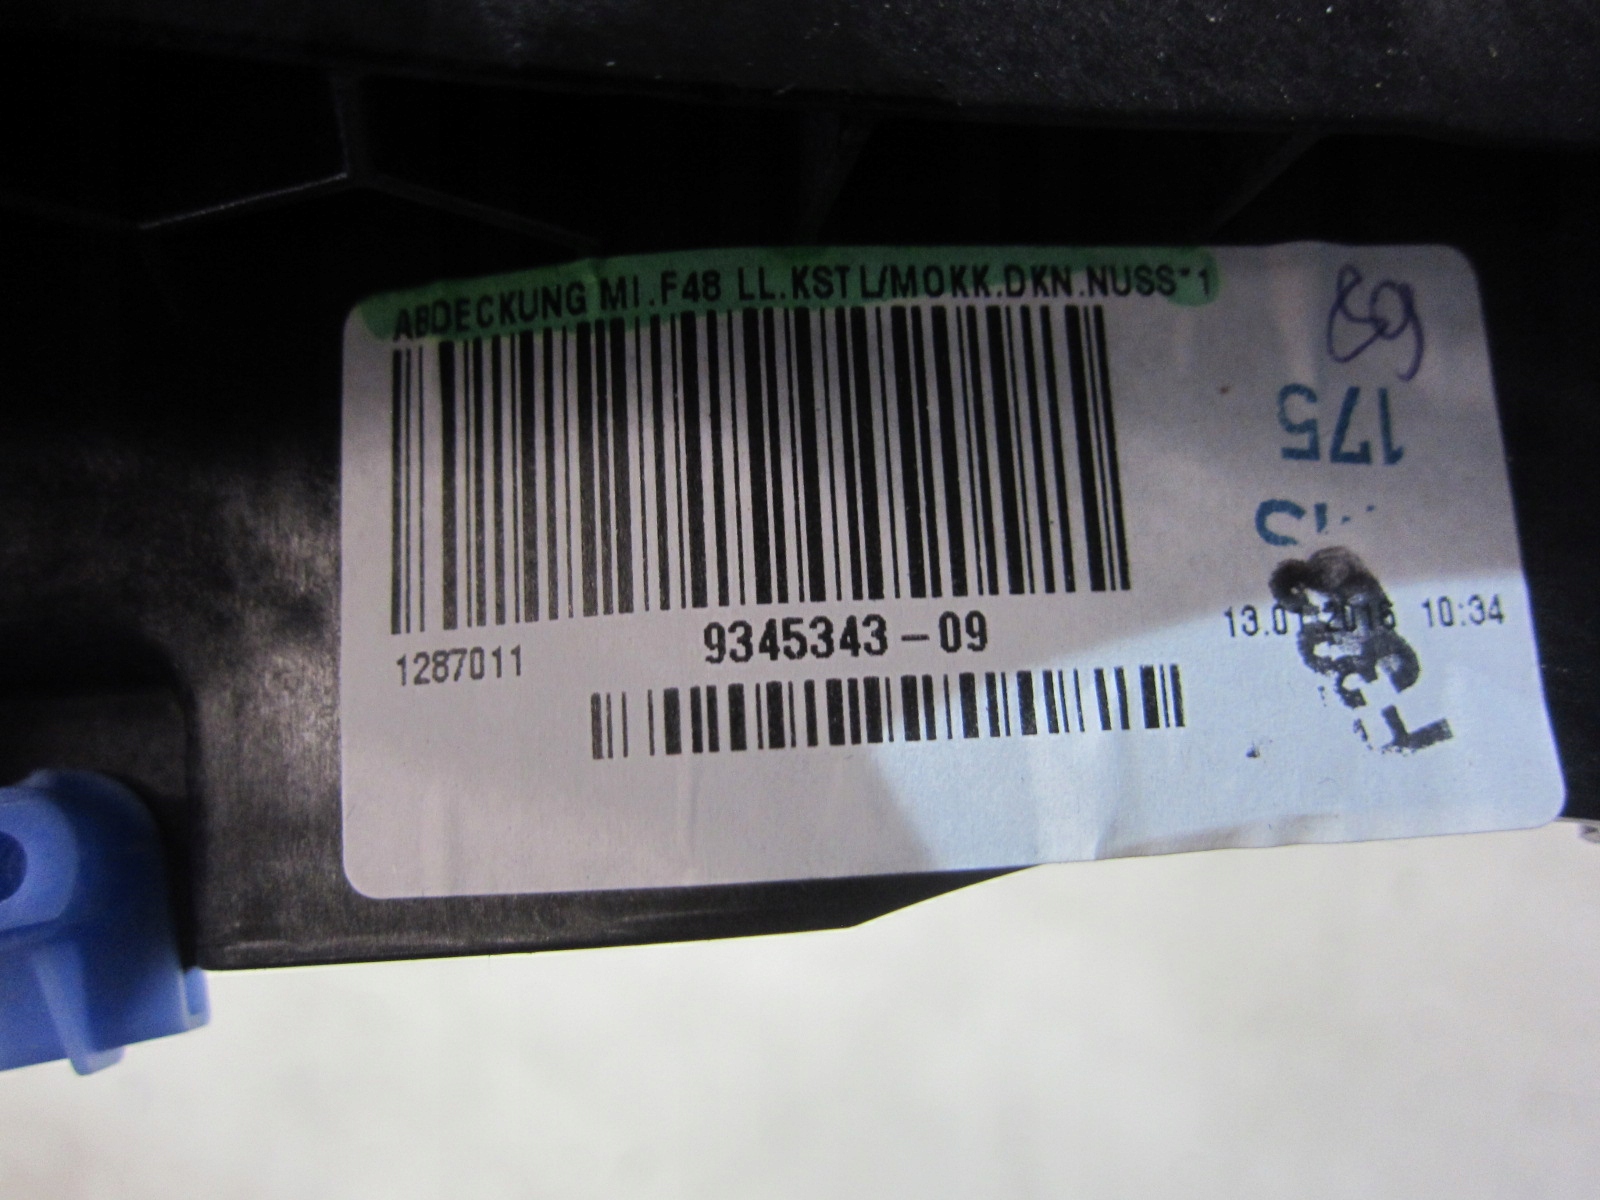 ABDECKUNG MI.F48 LL.KSTL/MOKK.DKN.NUSS*1
175
1287011
9345343-09
13.01.2016 10:34